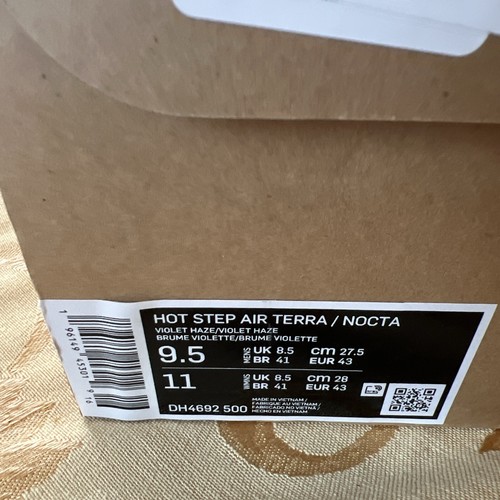 HOT STEP AIR TERRA / NOCTA
VIOLET HAZE/VIOLET HAZE
BRUME VIOLETTE/BRUME VIOLETTE
9.5 MENS UK 8.5 cm 27.5
BR 41 EUR 43
11 WMNS UK 8.5 cm 28
BR 41 EUR 43
DH4692 500
MADE IN VIETNAM /
FABRIQUE AU VIETNAM /
FABRICADO NO VIETNÃ /
HECHO EN VIETNAM